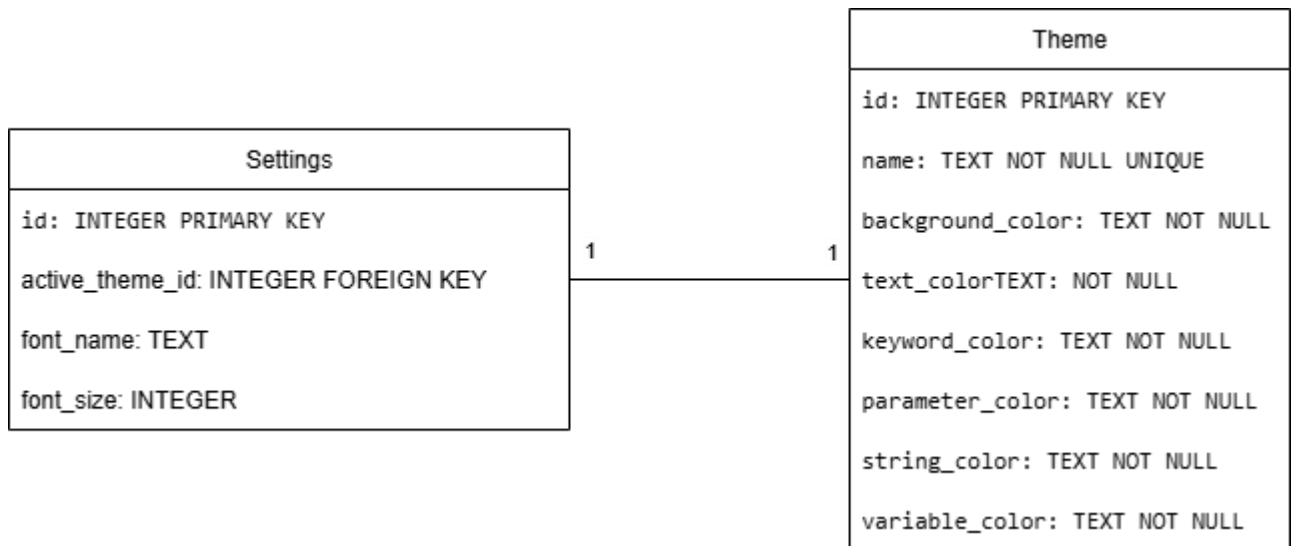 Settings
id: INTEGER PRIMARY KEY
active_theme_id: INTEGER FOREIGN KEY
font_name: TEXT
font_size: INTEGER
1
1
Theme
id: INTEGER PRIMARY KEY
name: TEXT NOT NULL UNIQUE
background_color: TEXT NOT NULL
text_colorTEXT: NOT NULL
keyword_color: TEXT NOT NULL
parameter_color: TEXT NOT NULL
string_color: TEXT NOT NULL
variable_color: TEXT NOT NULL